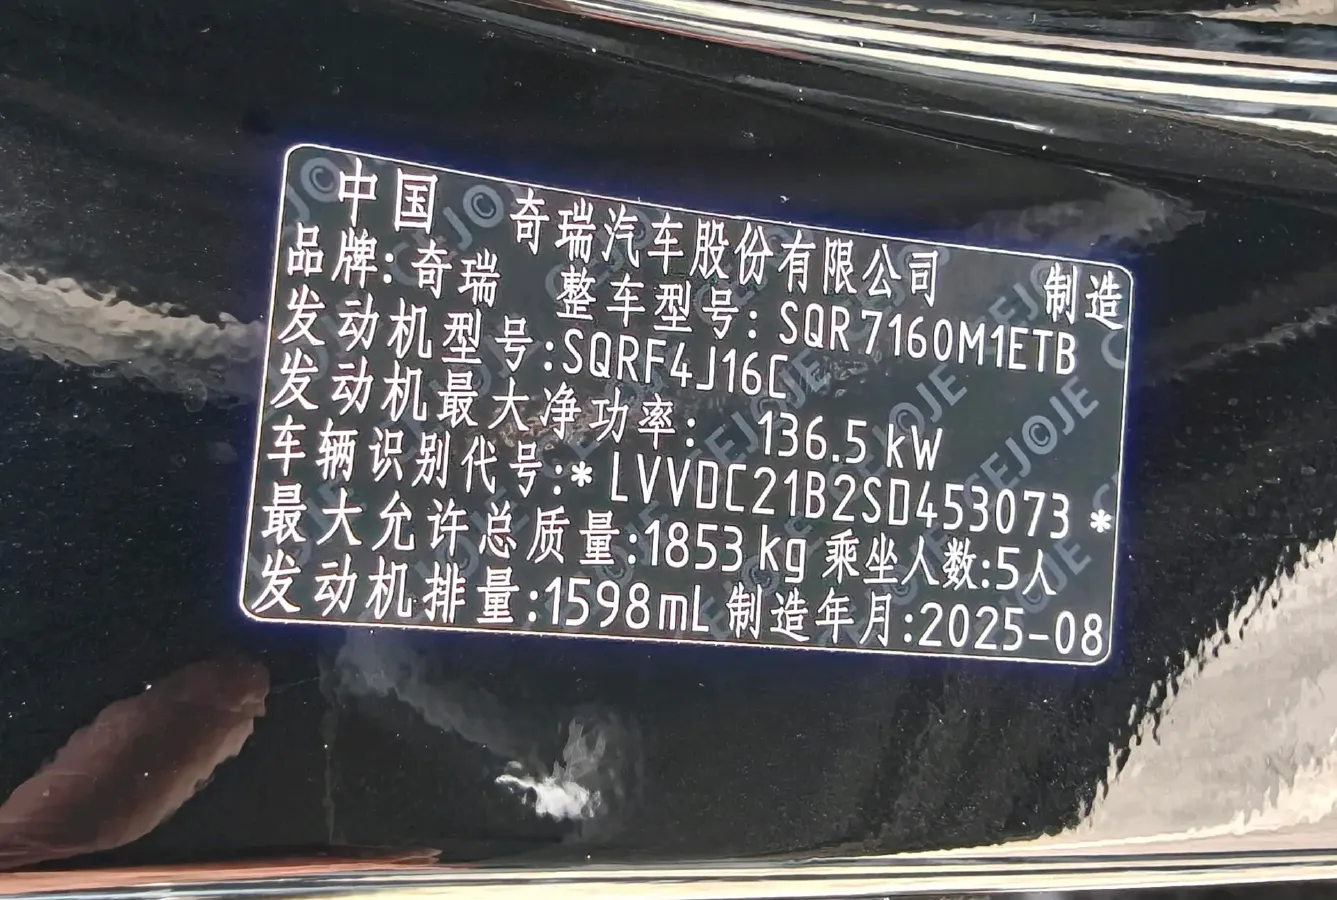 中国 奇瑞汽车股份有限公司 制造
品牌:奇瑞 整车型号:SQR7160M1ETB
发动机型号:SQRF4J16C
发动机最大净功率: 136.5 kW
车辆识别代号:*LVVDC21B2SD453073*
最大允许总质量:1853 kg 乘坐人数:5人
发动机排量:1598mL 制造年月:2025-08